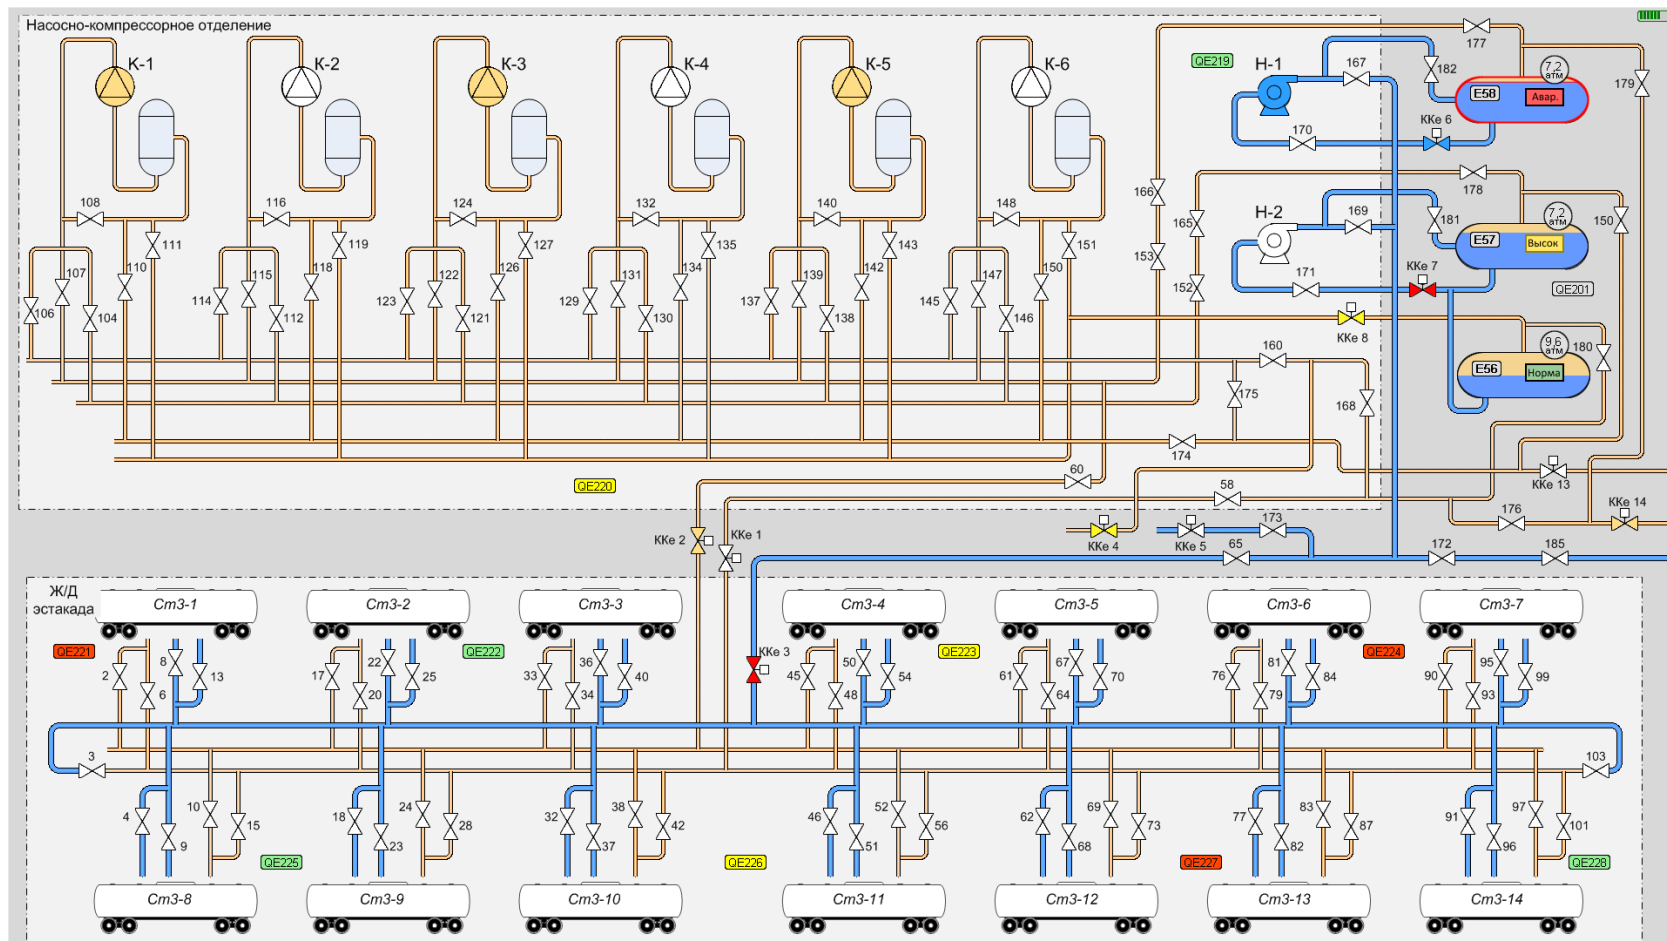 Насосно-компрессорное отделение
К-1
К-2
К-3
К-4
К-5
К-6
QE219
Н-1
167
182
177
7,2
атм
E58
Авар.
179
ККе 6
170
178
166
165
Н-2
169
181
7,2
атм
E57
Высок
150
ККе 7
171
QE201
153
152
ККе 8
9,6
атм
180
E56
Норма
108
116
124
132
140
148
111
119
127
135
143
151
107
110
115
118
122
126
131
134
139
142
147
150
106
104
114
112
123
121
129
130
137
138
145
146
160
175
168
174
60
58
QE220
ККе 13
ККе 14
176
ККе 2
ККе 1
ККе 4
ККе 5
173
65
172
185
Ж/Д
эстакада
Ст3-1
Ст3-2
Ст3-3
Ст3-4
Ст3-5
Ст3-6
Ст3-7
QE221
QE222
ККе 3
QE223
QE224
2
6
8
13
17
20
22
25
33
34
36
40
45
48
50
54
61
64
67
70
76
79
81
84
90
93
95
99
3
103
4
9
10
15
18
23
24
28
32
37
38
42
46
51
52
56
62
68
69
73
77
82
83
87
91
96
97
101
QE225
QE226
QE227
QE228
Ст3-8
Ст3-9
Ст3-10
Ст3-11
Ст3-12
Ст3-13
Ст3-14